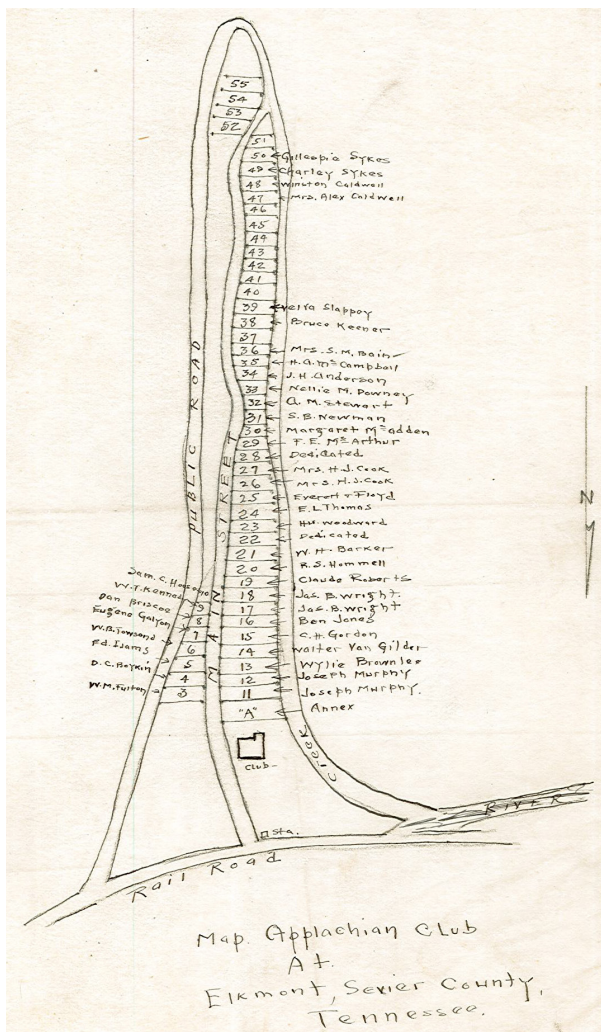 55
54
53
52
51
50 Gillespie Sykes
49 Charley Sykes
48 Winston Caldwell
47 Mrs. Alex Caldwell
46
45
44
43
42
41
40
39 Velva Slappey
38 Bruce Keener
37
36 Mrs. S. M. Bain
35 H. A. McCampbell
34 J. H. Anderson
33 Nellie M. Downey
32 A. M. Stewart
31 S. B. Newman
30 Margaret McAdden
29 F. E. McArthur
28 Dedicated
27 Mrs. H. J. Cook
26 Mrs. H. J. Cook
25 Everett & Floyd
24 E. L. Thomas
23 H.W. Woodward
22 Dedicated
21 W. H. Barker
20 R. S. Hommell
19 Claude Roberts
18 Jas. B. Wright.
17 Jas. B. Wright
16 Ben Jones
15 C. H. Gordon
14 Walter Van Gilder
13 Wylie Brownlee
12 Joseph Murphy
11 Joseph Murphy.
"A" Annex
PUBLIC ROAD
MAIN STREET
Sam. C.
W. T. Kennedy
Dan Briscoe 9
Eugene Galyon 8
W. B. Townsend 7
Ed. Ijams 6
D. C. Boykin 5
4
W. M. Fulton 3
Club
Creek
River
Sta.
Rail Road
N
Map Applachian Club
At
Elkmont, Sevier County,
Tennessee.